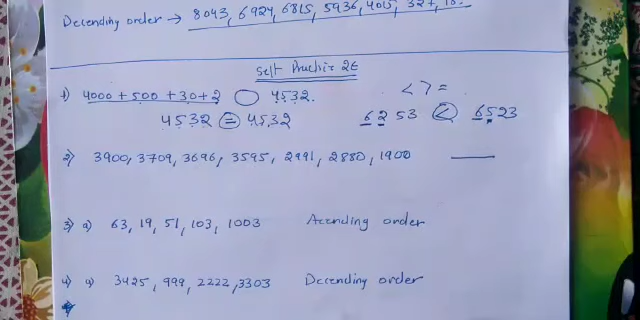 Decending order → 8043, 6924, 6815, 5936, 4015, 327,
Self Practice 2E
1) 4000 + 500 + 30 + 2 ○ 4532. < > =
4532 = 4532 6253 < 6523
2) 3900, 3709, 3696, 3595, 2991, 2880, 1900 ____
3) a) 63, 19, 51, 103, 1003 Acending order
4) a) 3425, 999, 2222, 3303 Decending order